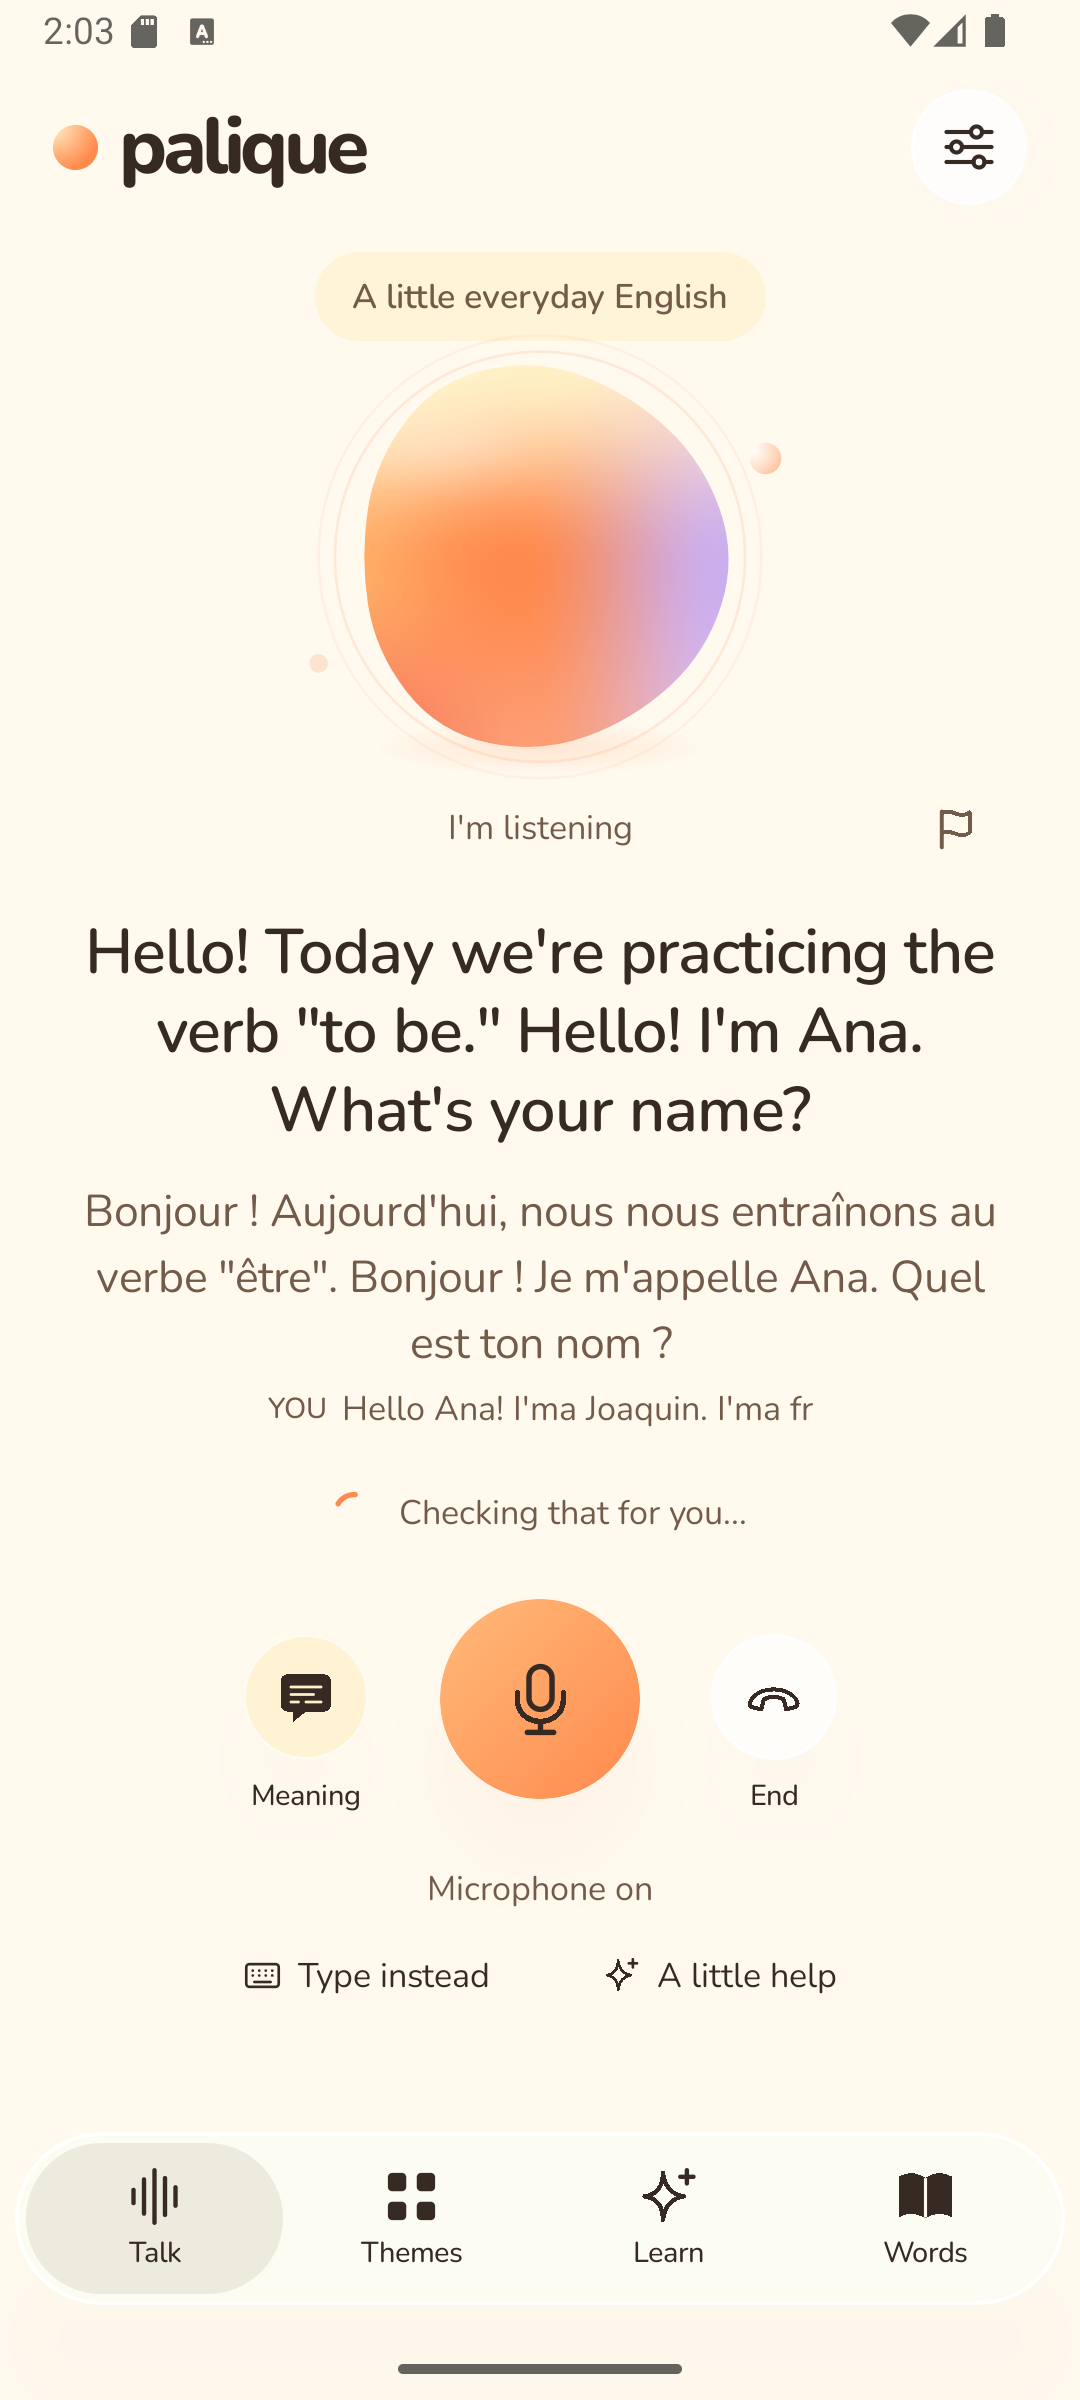 2:03
palique
A little everyday English
I'm listening
Hello! Today we're practicing the
verb "to be." Hello! I'm Ana.
What's your name?
Bonjour ! Aujourd'hui, nous nous entraînons au
verbe "être". Bonjour ! Je m'appelle Ana. Quel
est ton nom ?
YOU Hello Ana! I'ma Joaquin. I'ma fr
Checking that for you...
Meaning
End
Microphone on
Type instead
A little help
Talk
Themes
Learn
Words